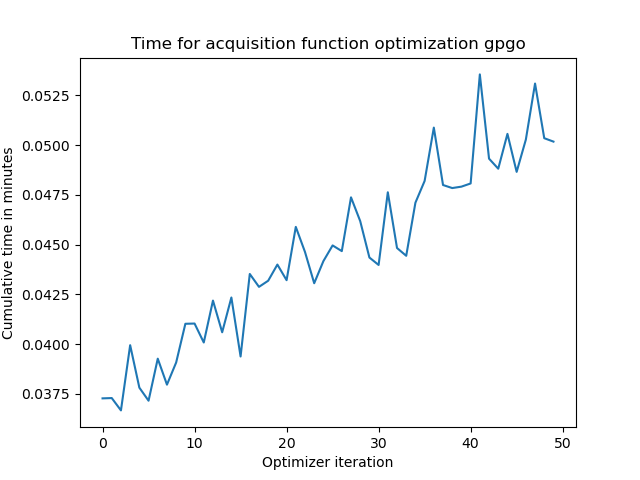 Time for acquisition function optimization gpgo
Cumulative time in minutes
0.0525
0.0500
0.0475
0.0450
0.0425
0.0400
0.0375
0 10 20 30 40 50
Optimizer iteration